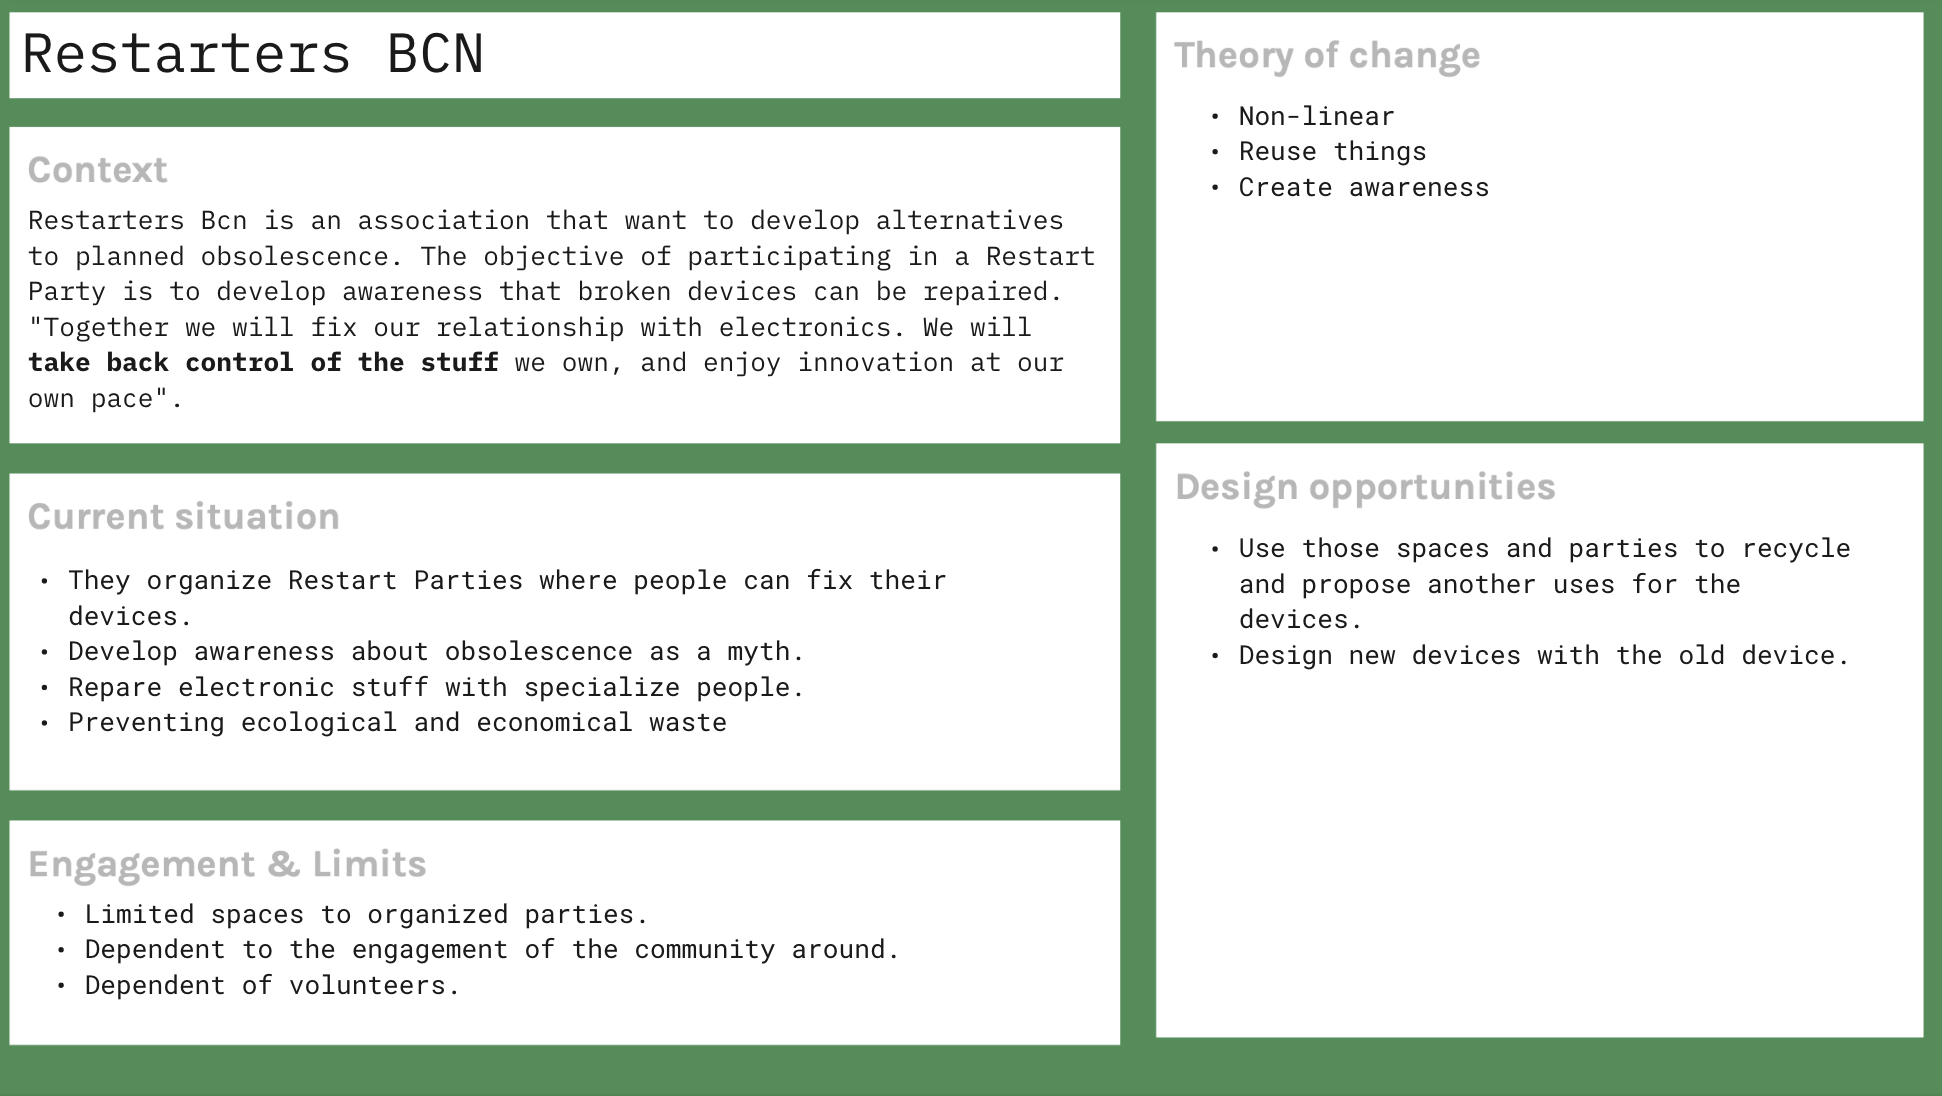 Restarters BCN
Context
Restarters Bcn is an association that want to develop alternatives
to planned obsolescence. The objective of participating in a Restart
Party is to develop awareness that broken devices can be repaired.
"Together we will fix our relationship with electronics. We will
take back control of the stuff we own, and enjoy innovation at our
own pace".
Current situation
• They organize Restart Parties where people can fix their
devices.
• Develop awareness about obsolescence as a myth.
• Repare electronic stuff with specialize people.
• Preventing ecological and economical waste
Engagement & Limits
• Limited spaces to organized parties.
• Dependent to the engagement of the community around.
• Dependent of volunteers.
Theory of change
• Non-linear
• Reuse things
• Create awareness
Design opportunities
• Use those spaces and parties to recycle
and propose another uses for the
devices.
• Design new devices with the old device.